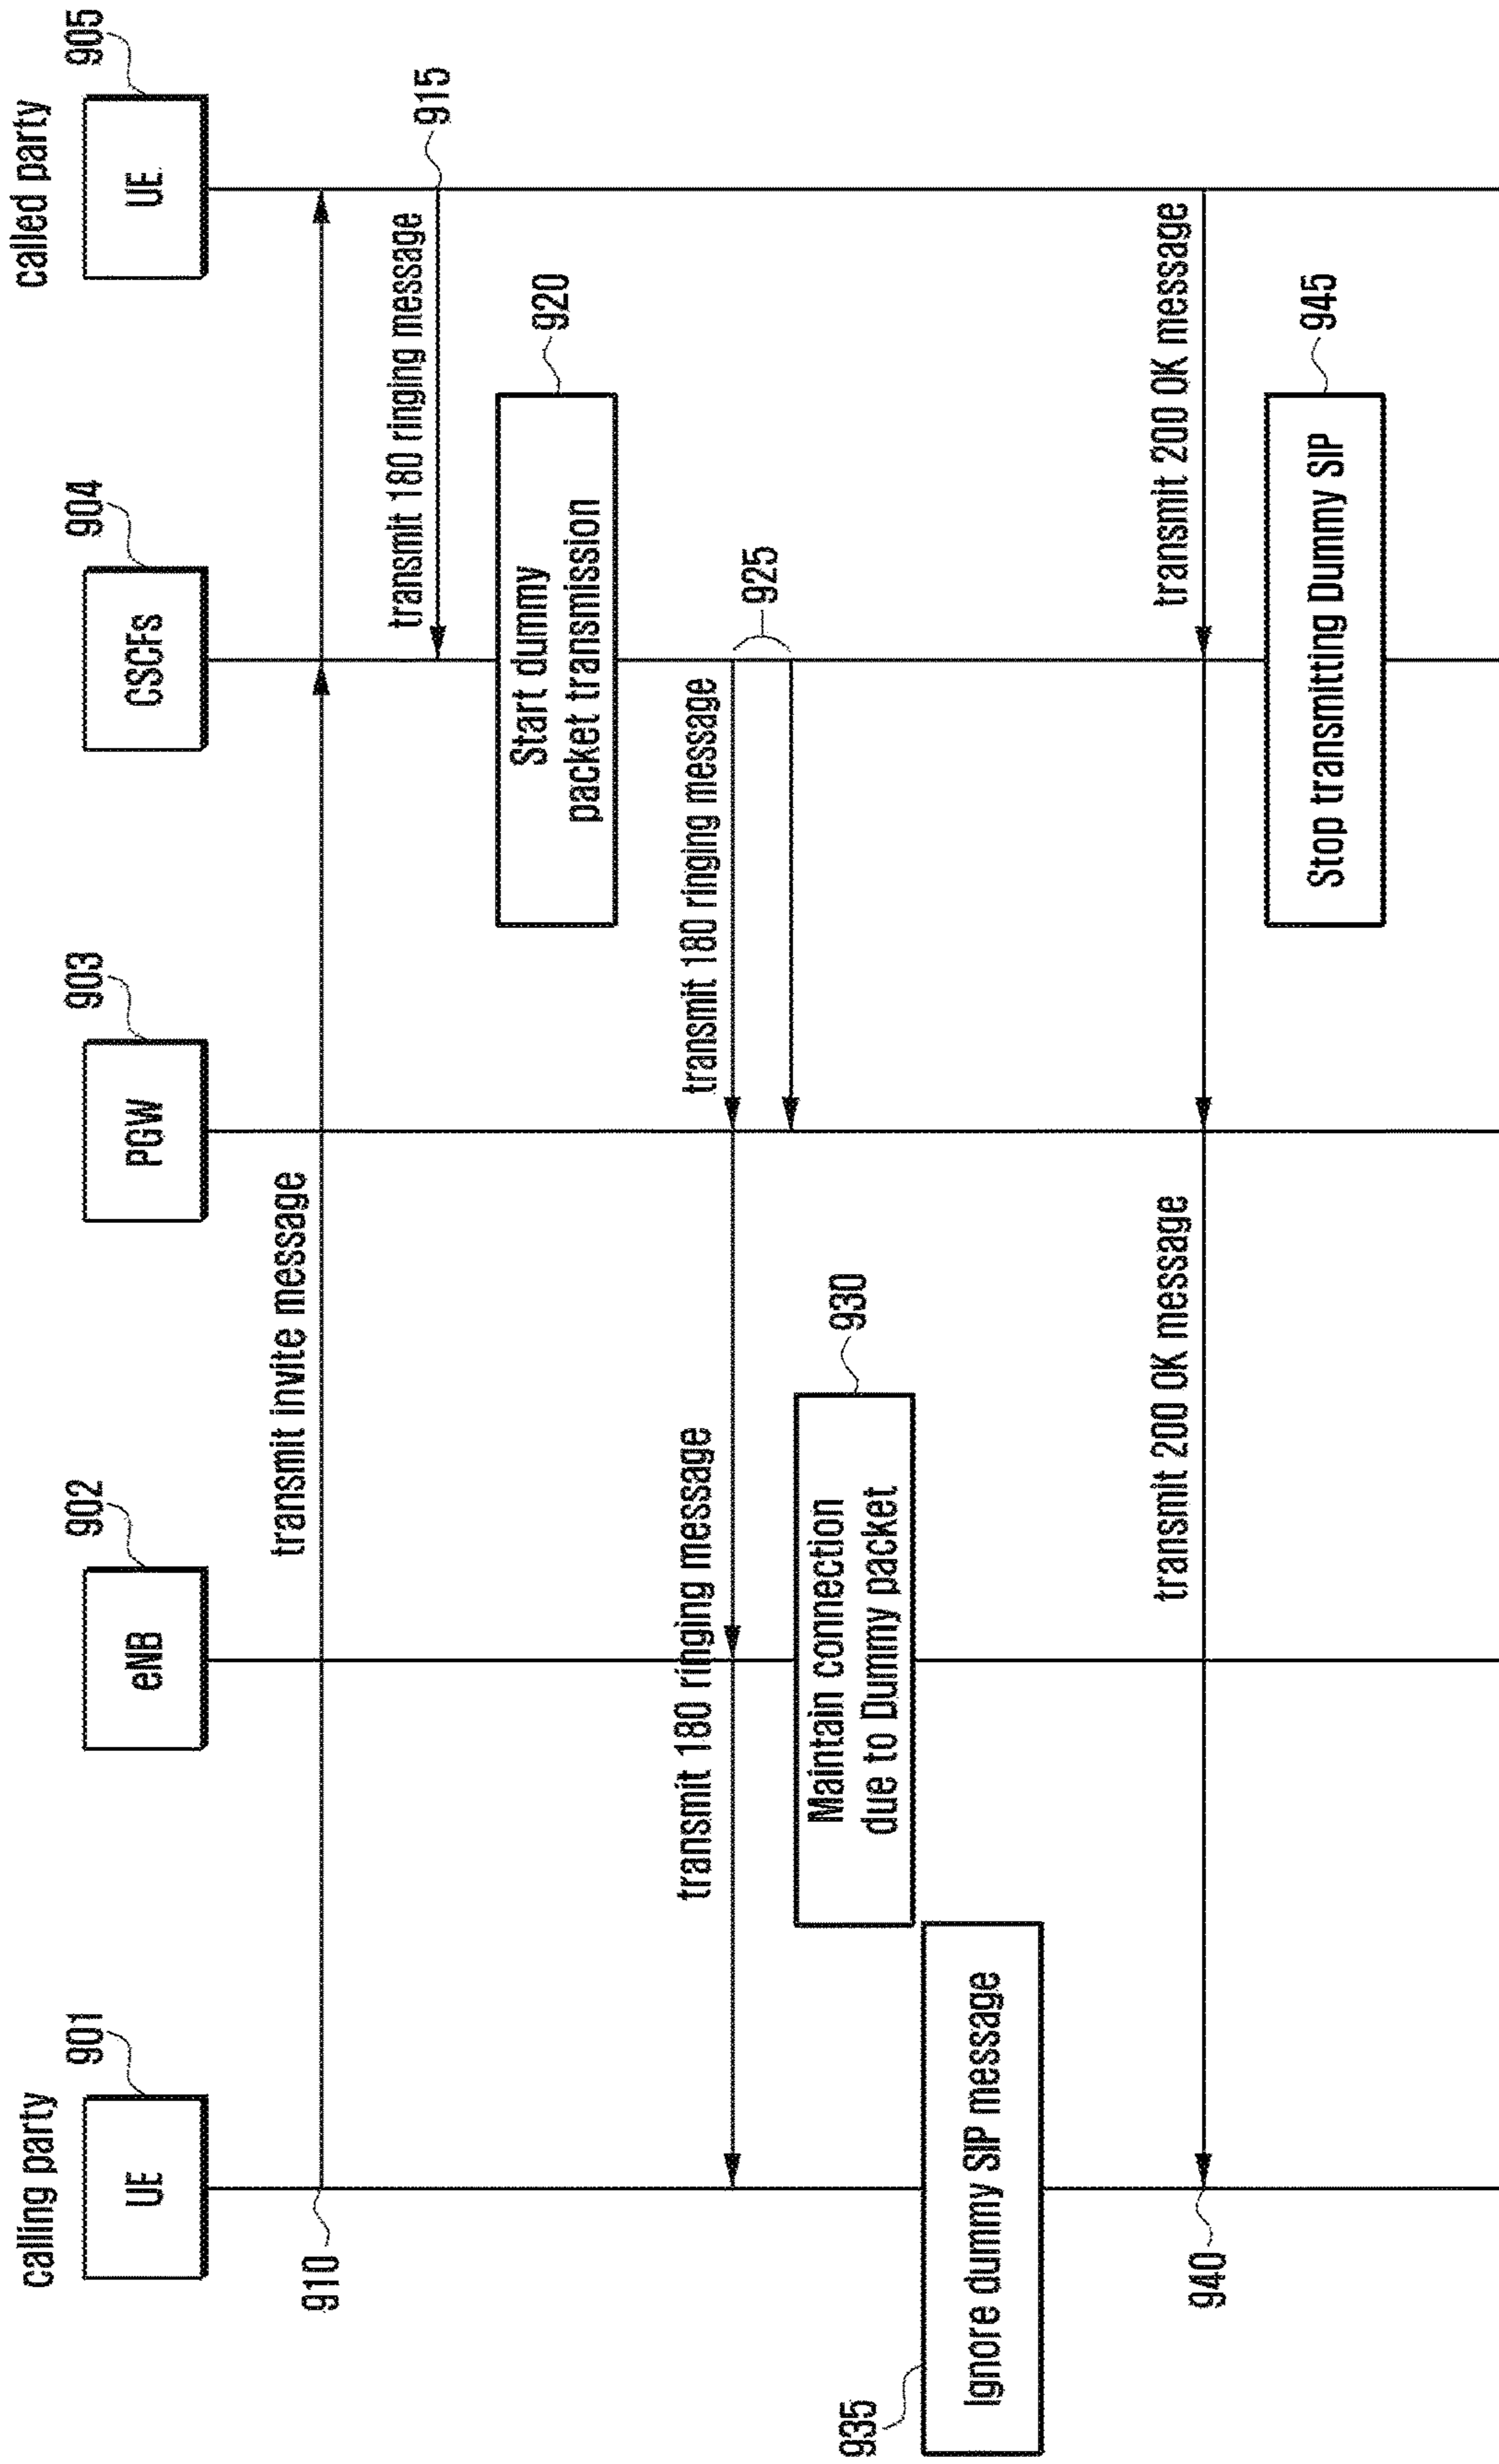 calling party
called party
901
902
903
904
905
UE
eNB
PGW
CSCFs
UE
910
transmit invite message
transmit 180 ringing message
915
Start dummy
packet transmission
920
transmit 180 ringing message
transmit 180 ringing message
925
Maintain connection
due to Dummy packet
930
935
Ignore dummy SIP message
940
transmit 200 OK message
transmit 200 OK message
Stop transmitting Dummy SIP
945